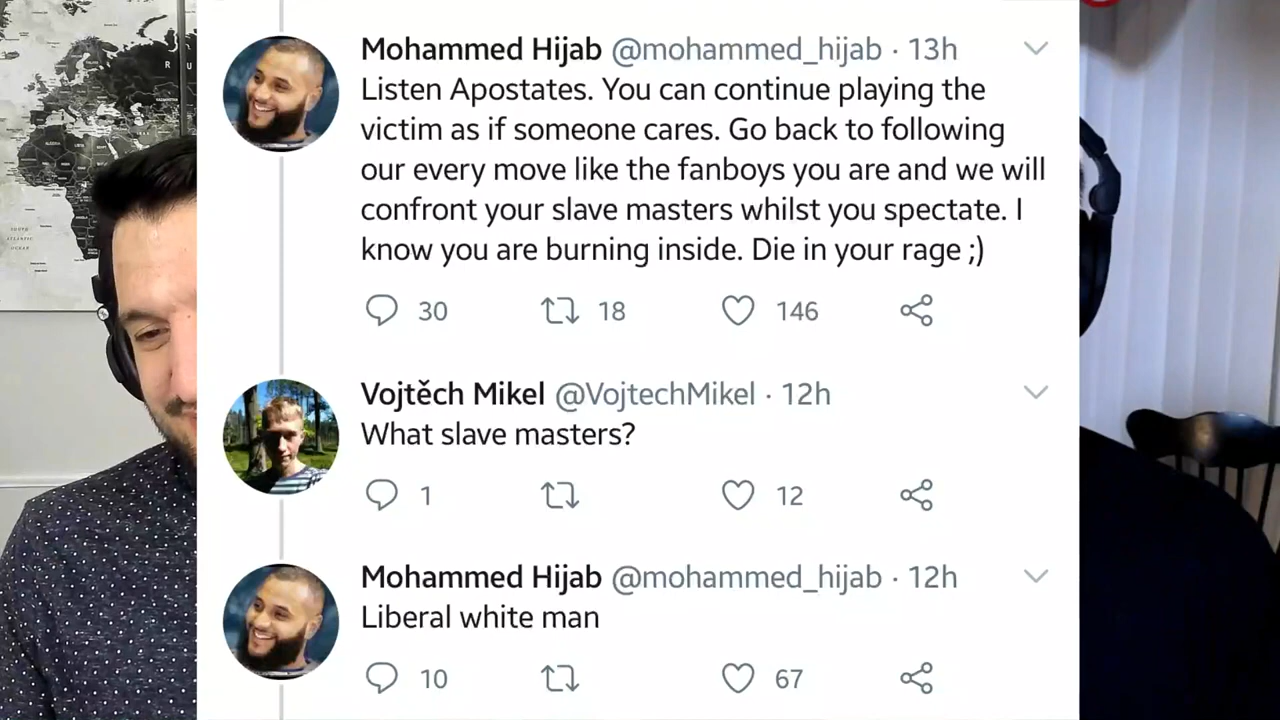 Mohammed Hijab @mohammed_hijab · 13h
Listen Apostates. You can continue playing the
victim as if someone cares. Go back to following
our every move like the fanboys you are and we will
confront your slave masters whilst you spectate. I
know you are burning inside. Die in your rage ;)
30 18 146
Vojtěch Mikel @VojtechMikel · 12h
What slave masters?
1 12
Mohammed Hijab @mohammed_hijab · 12h
Liberal white man
10 67